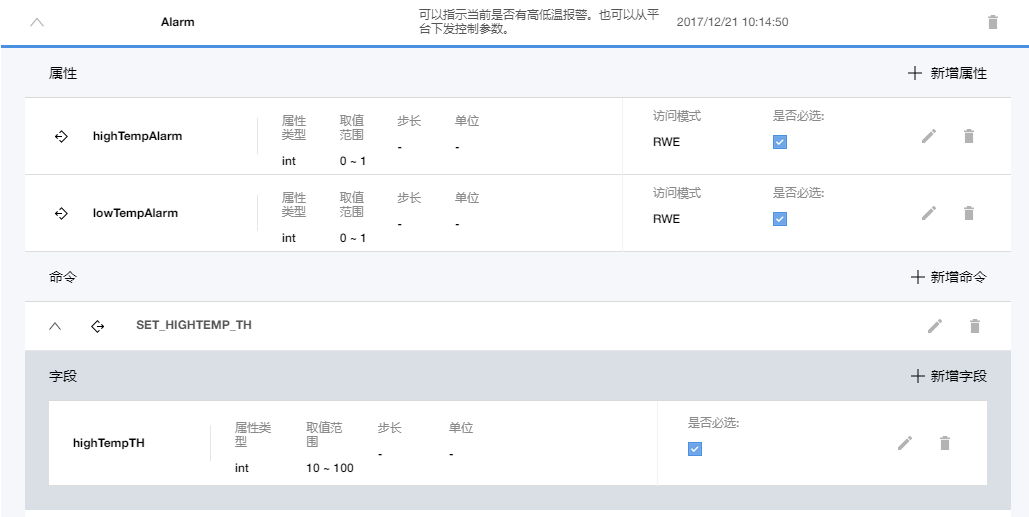 Alarm
可以指示当前是否有高低温报警。也可以从平
台下发控制参数。
2017/12/21 10:14:50
属性
新增属性
highTempAlarm
属性
类型
int
取值
范围
0 ~ 1
步长
-
单位
-
访问模式
RWE
是否必选:
lowTempAlarm
属性
类型
int
取值
范围
0 ~ 1
步长
-
单位
-
访问模式
RWE
是否必选:
命令
新增命令
SET_HIGHTEMP_TH
字段
新增字段
highTempTH
属性类
型
int
取值范
围
10 ~ 100
步长
-
单位
-
是否必选: